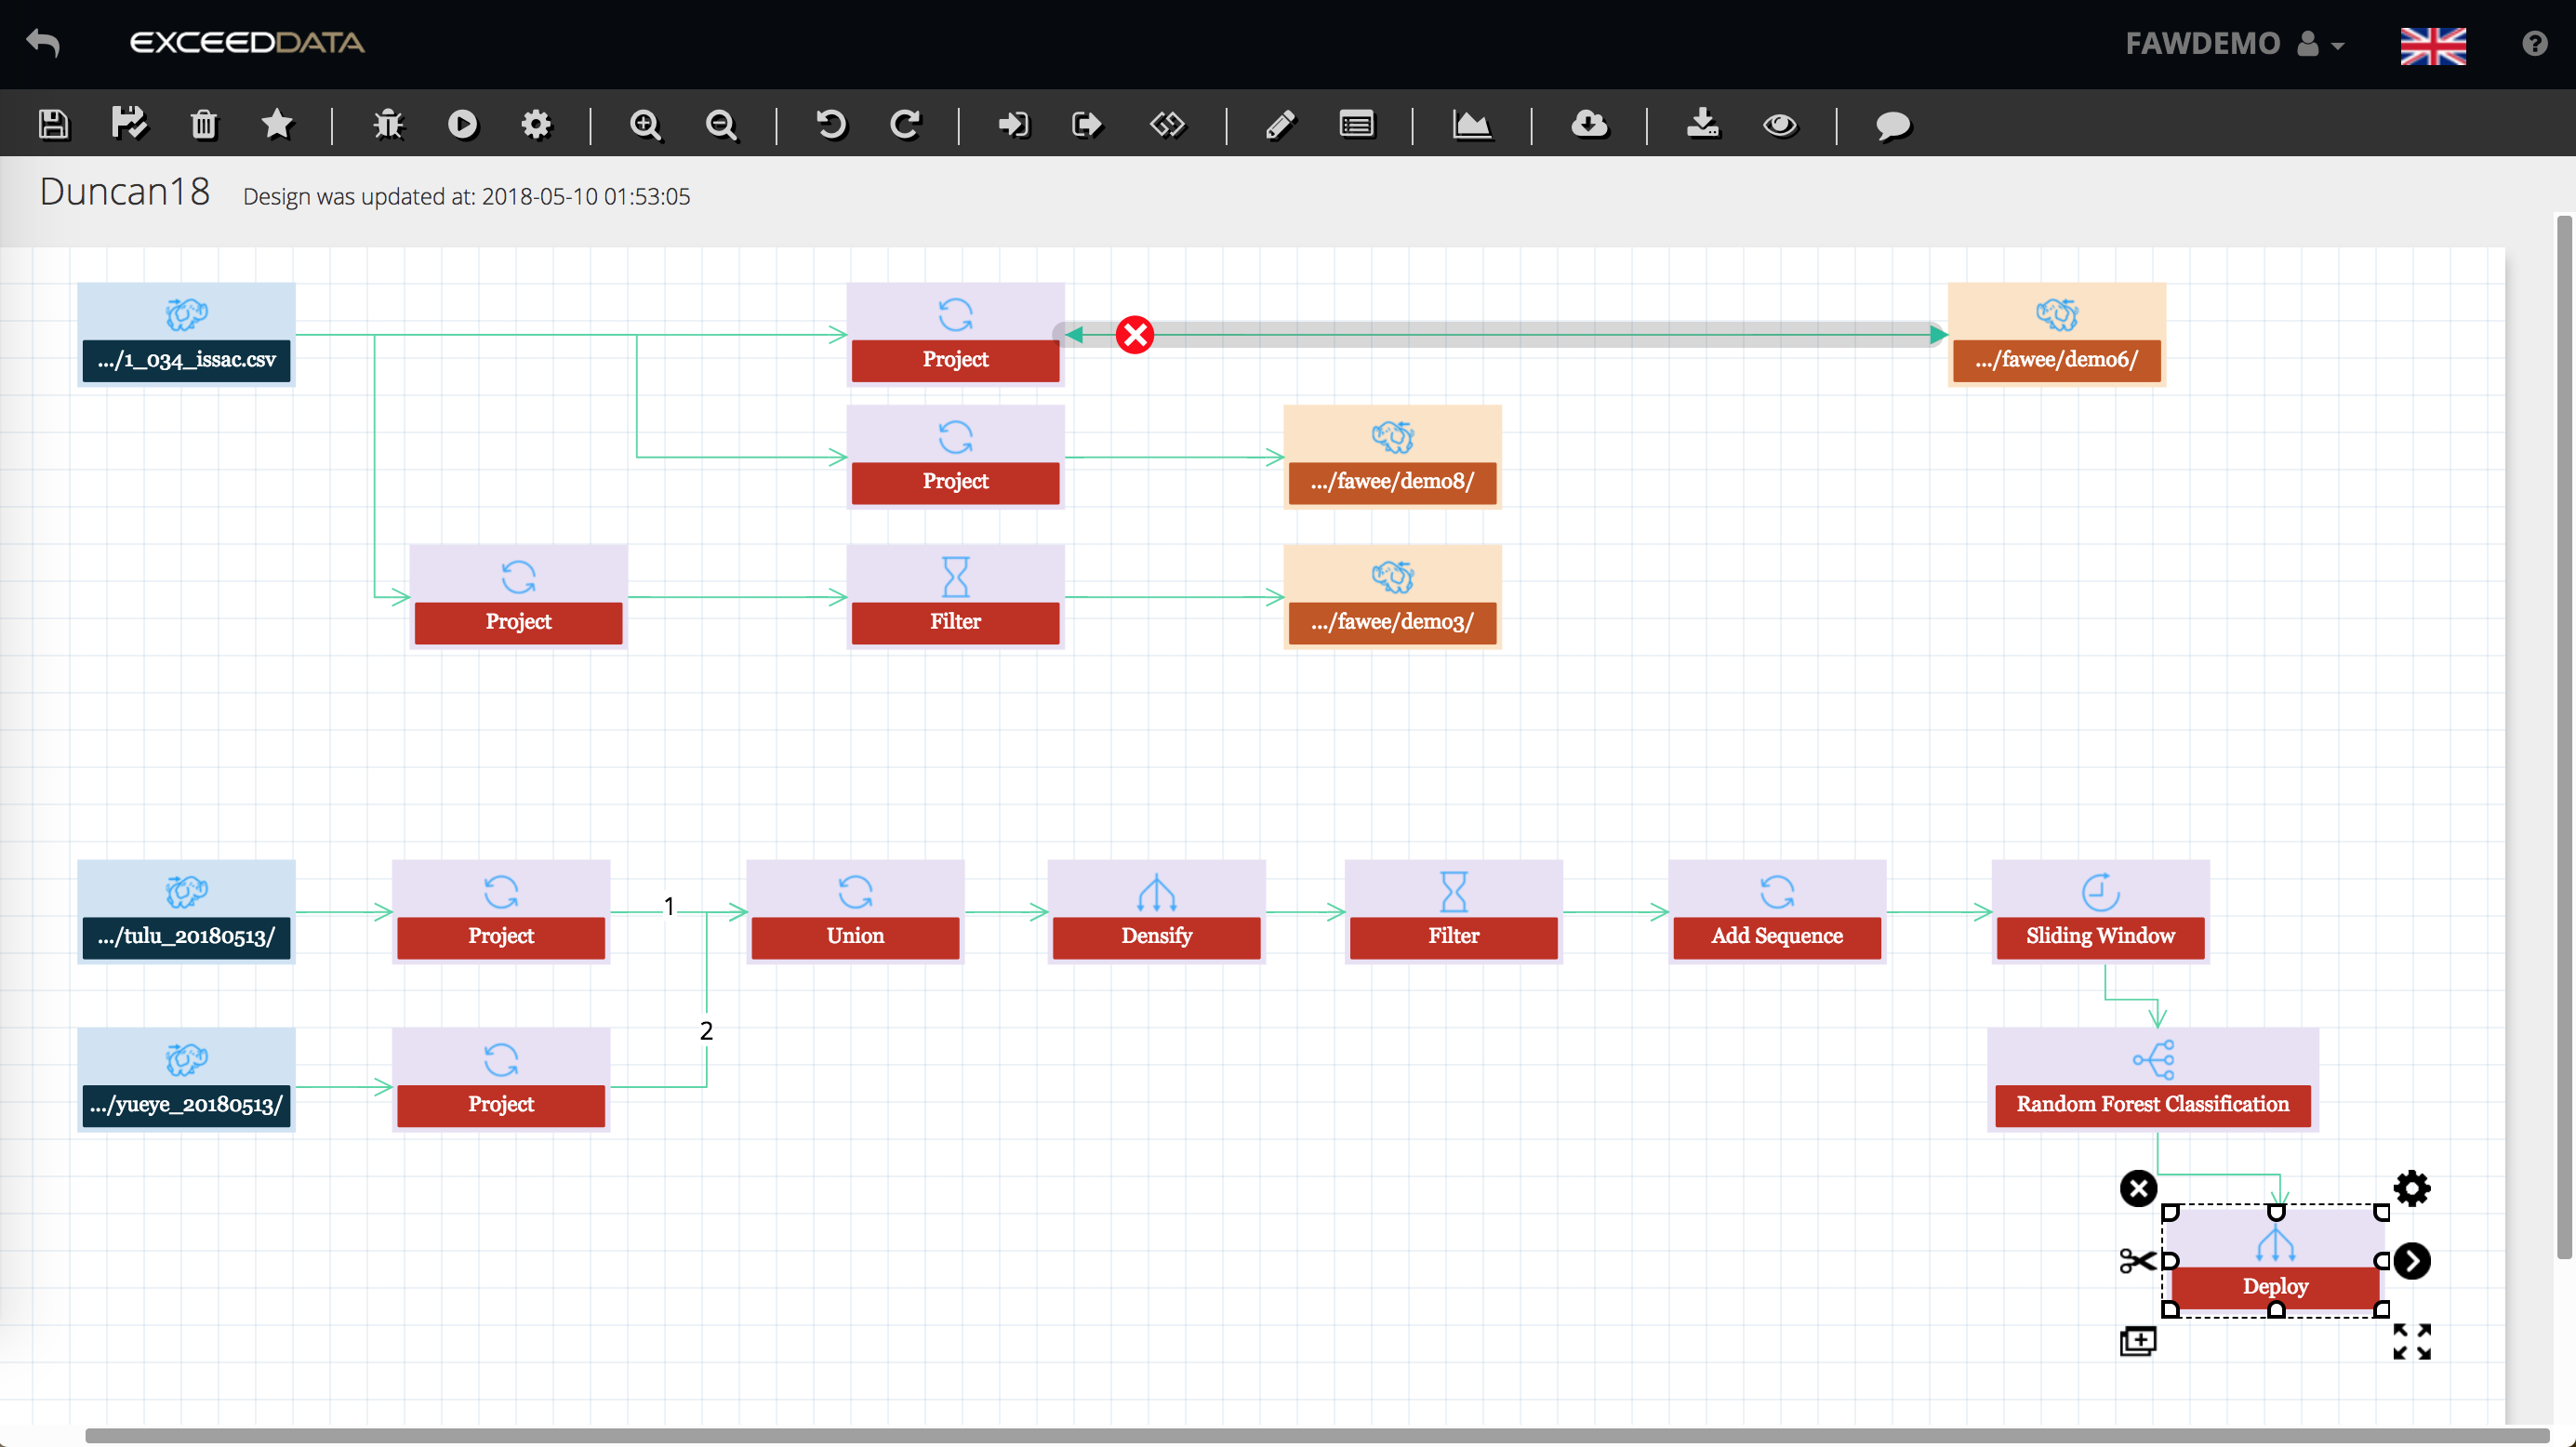 EXCEEDDATA
FAWDEMO
Duncan18
Design was updated at: 2018-05-10 01:53:05
.../1_034_issac.csv
Project
.../fawee/demo6/
Project
.../fawee/demo8/
Project
Filter
.../fawee/demo3/
.../tulu_20180513/
Project
1
Union
Densify
Filter
Add Sequence
Sliding Window
2
.../yueye_20180513/
Project
Random Forest Classification
Deploy